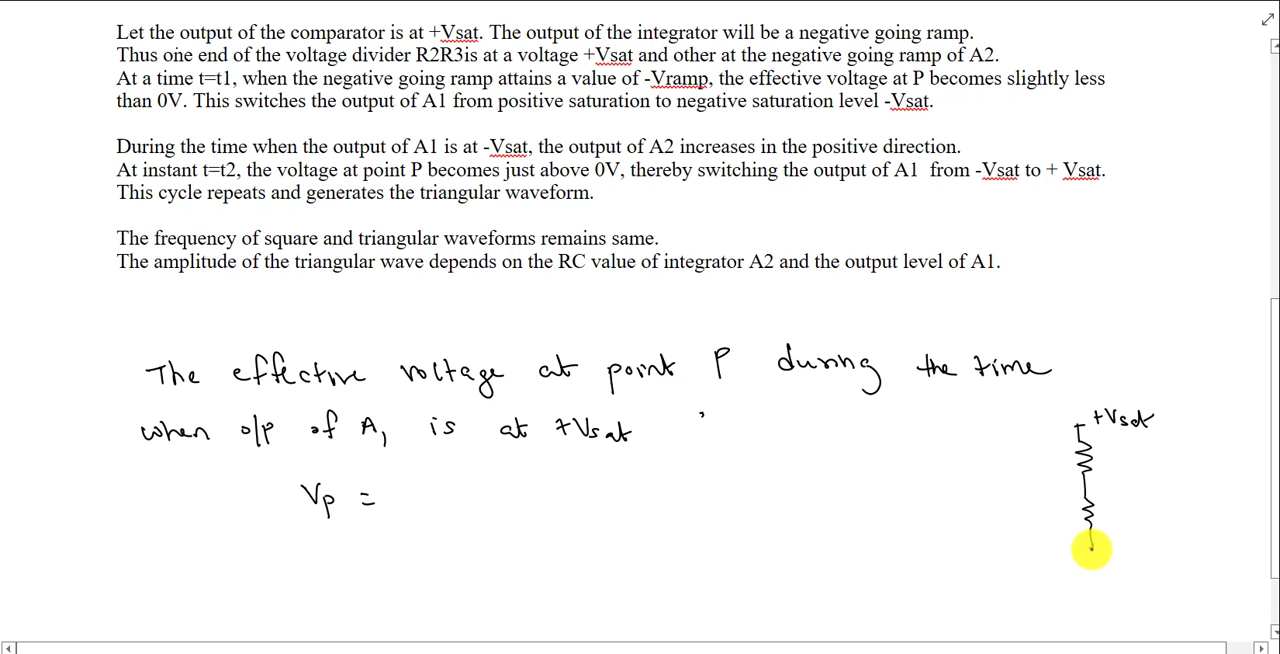 Let the output of the comparator is at +Vsat. The output of the integrator will be a negative going ramp.
Thus one end of the voltage divider R2R3is at a voltage +Vsat and other at the negative going ramp of A2.
At a time t=t1, when the negative going ramp attains a value of -Vramp, the effective voltage at P becomes slightly less
than 0V. This switches the output of A1 from positive saturation to negative saturation level -Vsat.
During the time when the output of A1 is at -Vsat, the output of A2 increases in the positive direction.
At instant t=t2, the voltage at point P becomes just above 0V, thereby switching the output of A1 from -Vsat to + Vsat.
This cycle repeats and generates the triangular waveform.
The frequency of square and triangular waveforms remains same.
The amplitude of the triangular wave depends on the RC value of integrator A2 and the output level of A1.
The effective voltage at point P during the time
when o/p of A1 is at +Vsat ,
+Vsat
Vp =